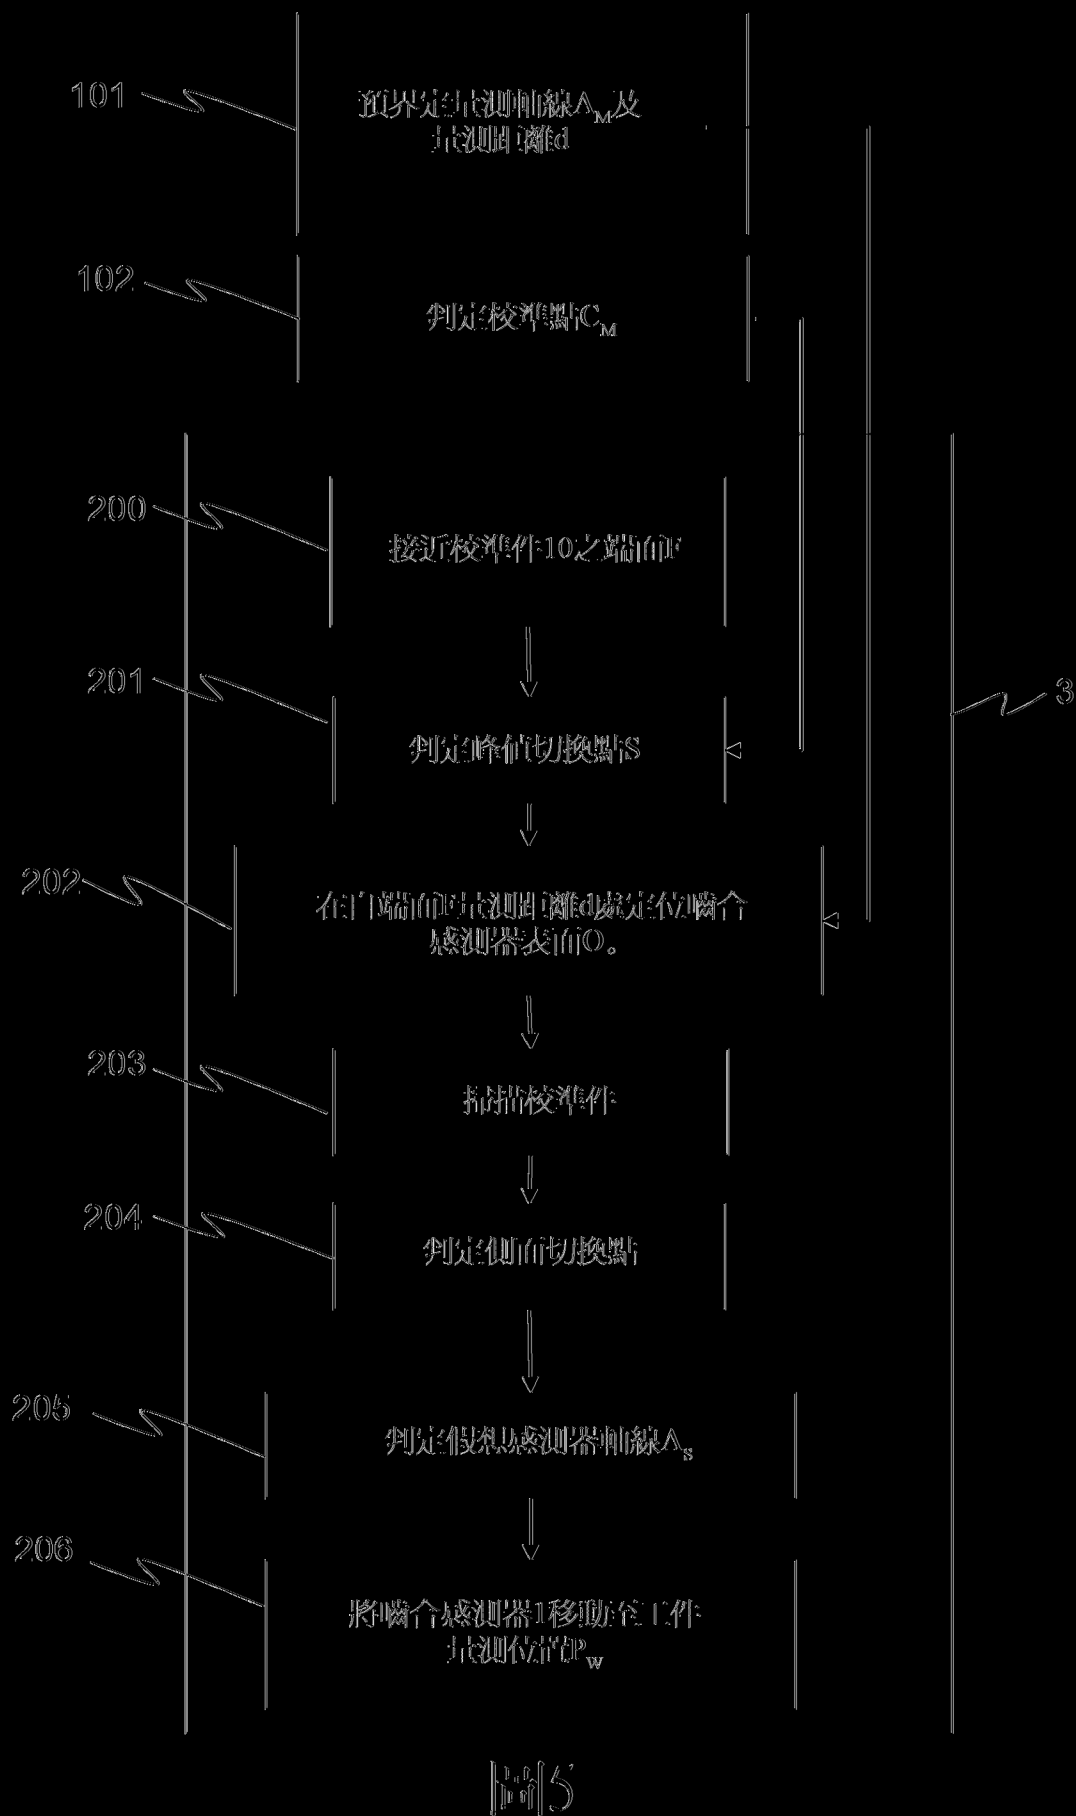 101
預界定量測軸線A_M及
量測距離d
102
判定校準點C_M
200
接近校準件10之端面F
201
判定峰值切換點S
3
202
在自端面F量測距離d處定位嚙合
感測器表面O.
203
掃描校準件
204
判定側面切換點
205
判定假想感測器軸線A_S
206
將嚙合感測器1移動至工件
量測位置P_W
圖5